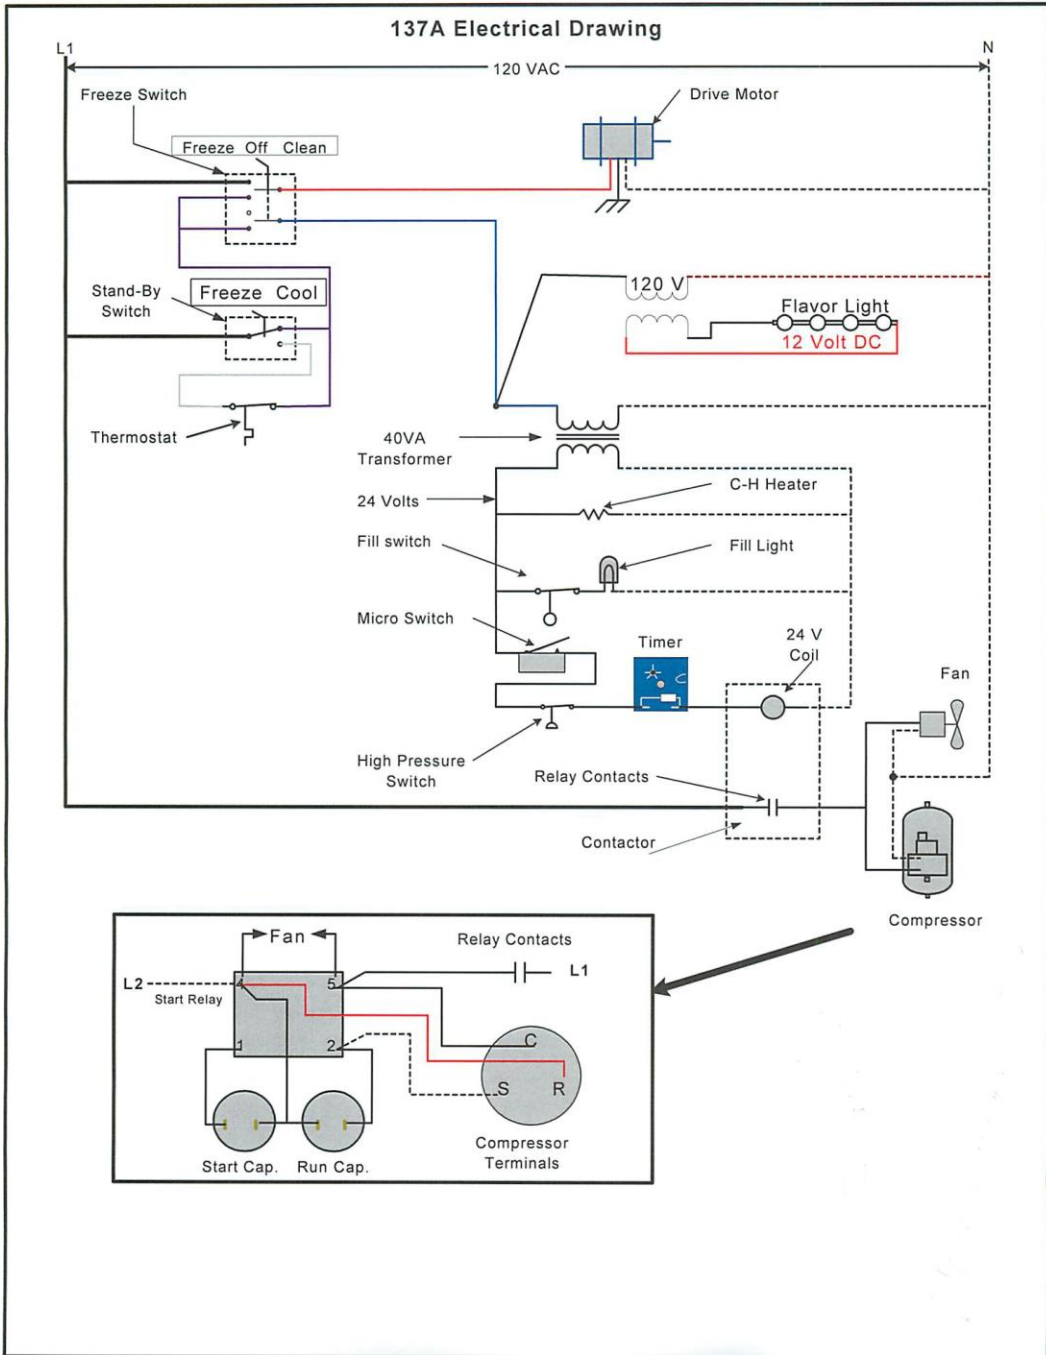 137A Electrical Drawing
L1
N
120 VAC
Freeze Switch
Drive Motor
Freeze Off Clean
Stand-By
Switch
Freeze Cool
120 V
Flavor Light
12 Volt DC
Thermostat
40VA
Transformer
24 Volts
C-H Heater
Fill switch
Fill Light
Micro Switch
Timer
24 V
Coil
Fan
High Pressure
Switch
Relay Contacts
Contactor
Compressor
Fan
Relay Contacts
L2
Start Relay
4
5
L1
1
2
C
S
R
Start Cap.
Run Cap.
Compressor
Terminals